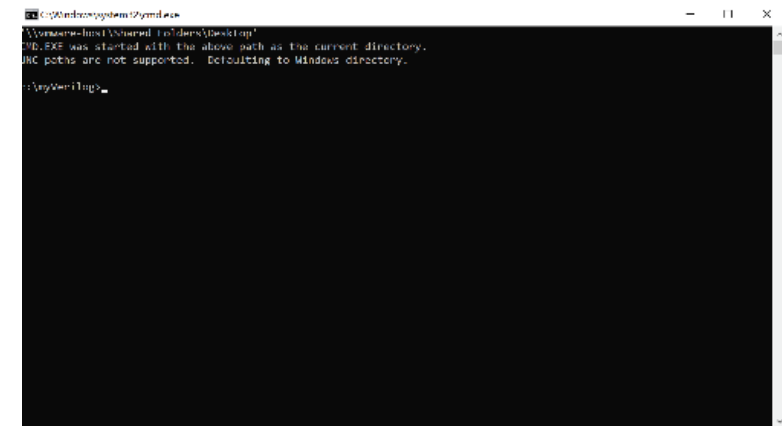 C:\Windows\system32\cmd.exe
'\\vmware-host\Shared Folders\Desktop'
CMD.EXE was started with the above path as the current directory.
UNC paths are not supported.  Defaulting to Windows directory.
c:\myVerilog>